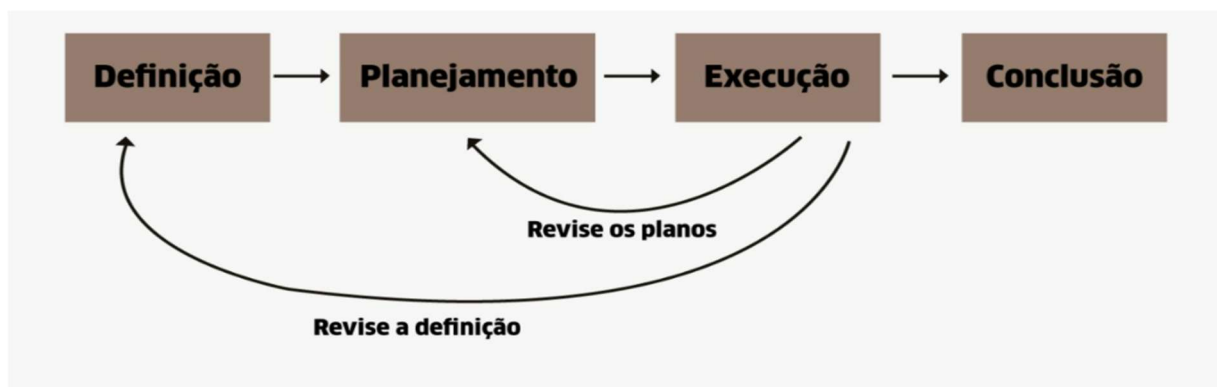 Definição
Planejamento
Execução
Conclusão
Revise os planos
Revise a definição